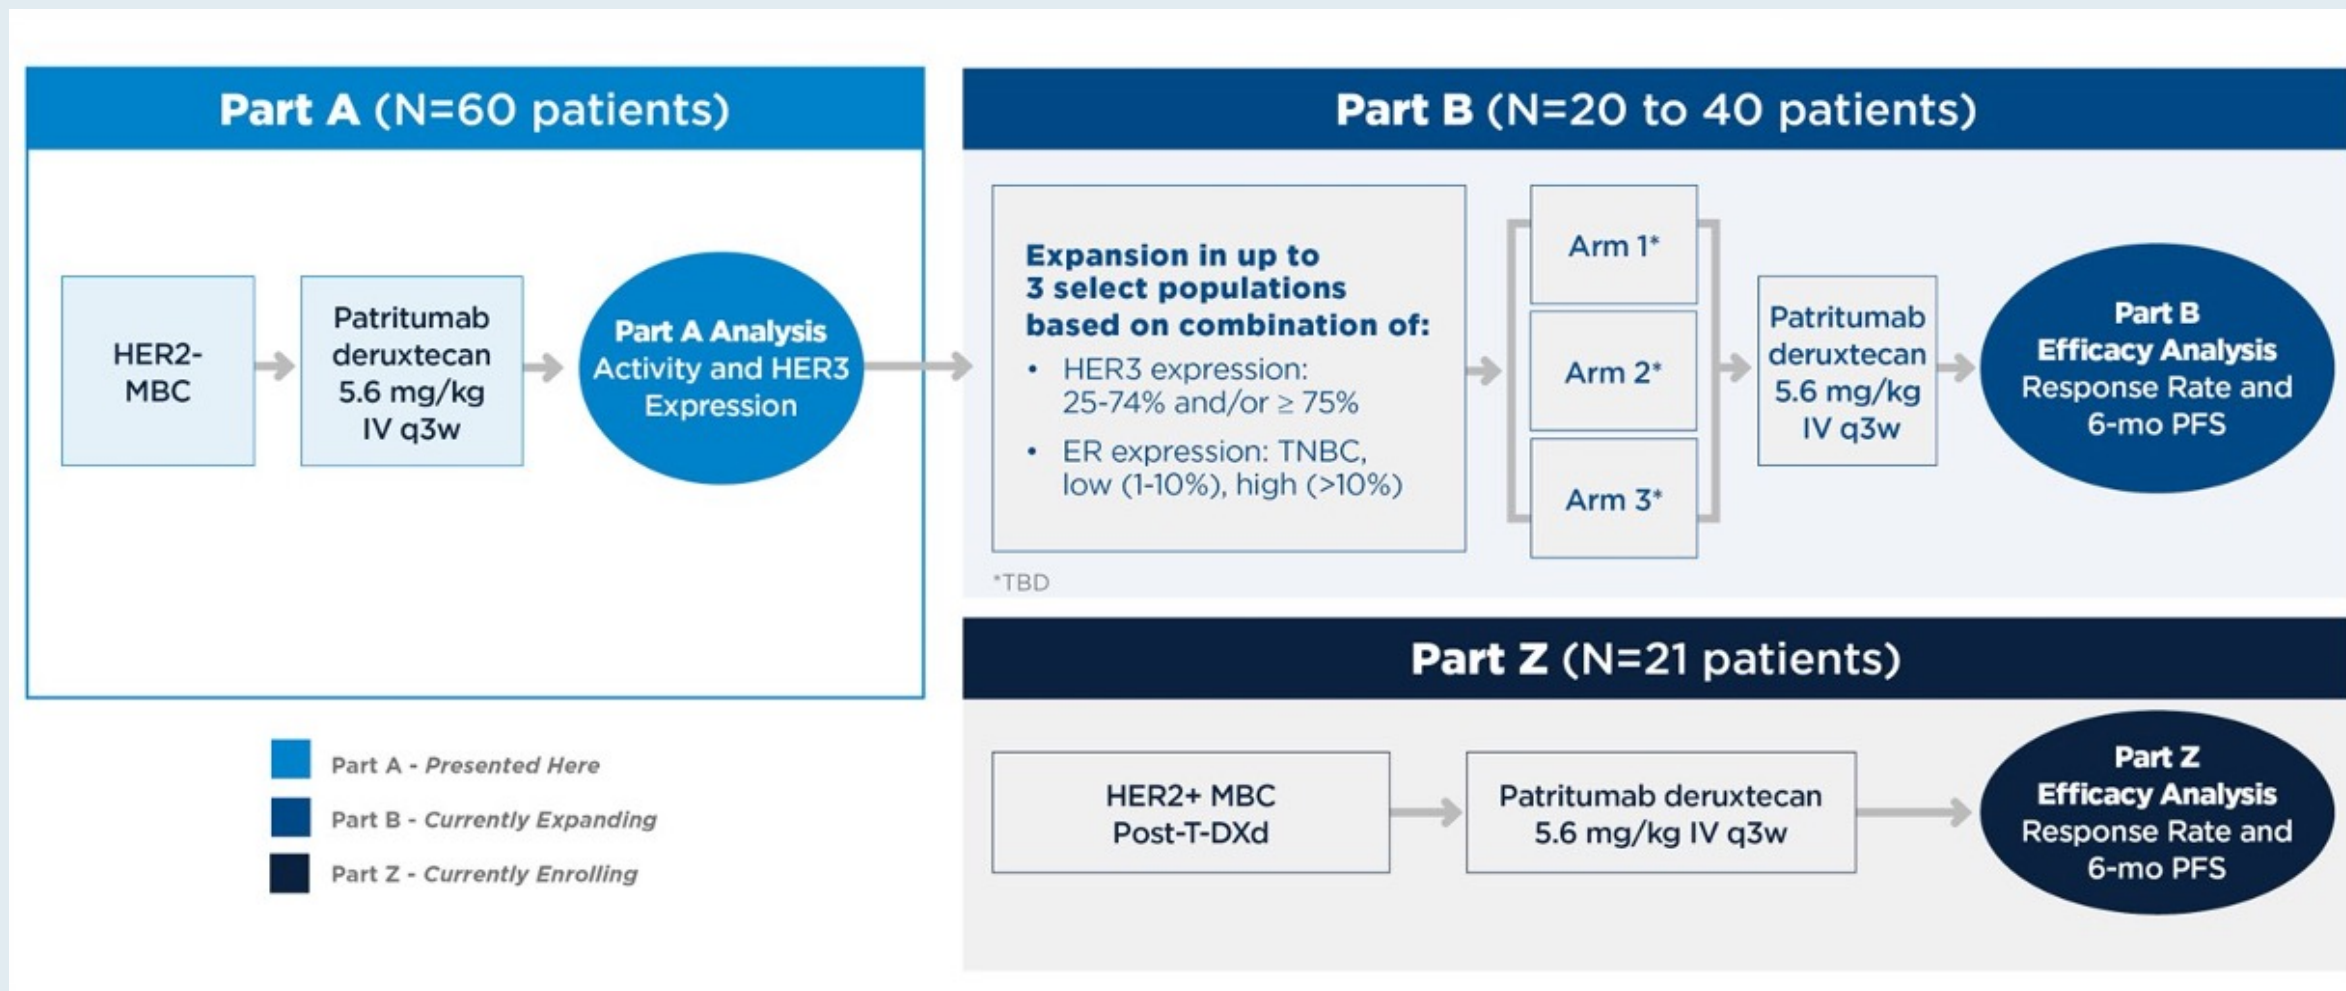 Part A (N=60 patients)
HER2-
MBC
Patritumab
deruxtecan
5.6 mg/kg
IV q3w
Part A Analysis
Activity and HER3
Expression
Part B (N=20 to 40 patients)
Expansion in up to
3 select populations
based on combination of:
• HER3 expression:
25-74% and/or ≥ 75%
• ER expression: TNBC,
low (1-10%), high (>10%)
*TBD
Arm 1*
Arm 2*
Arm 3*
Patritumab
deruxtecan
5.6 mg/kg
IV q3w
Part B
Efficacy Analysis
Response Rate and
6-mo PFS
Part Z (N=21 patients)
HER2+ MBC
Post-T-DXd
Patritumab deruxtecan
5.6 mg/kg IV q3w
Part Z
Efficacy Analysis
Response Rate and
6-mo PFS
Part A - Presented Here
Part B - Currently Expanding
Part Z - Currently Enrolling